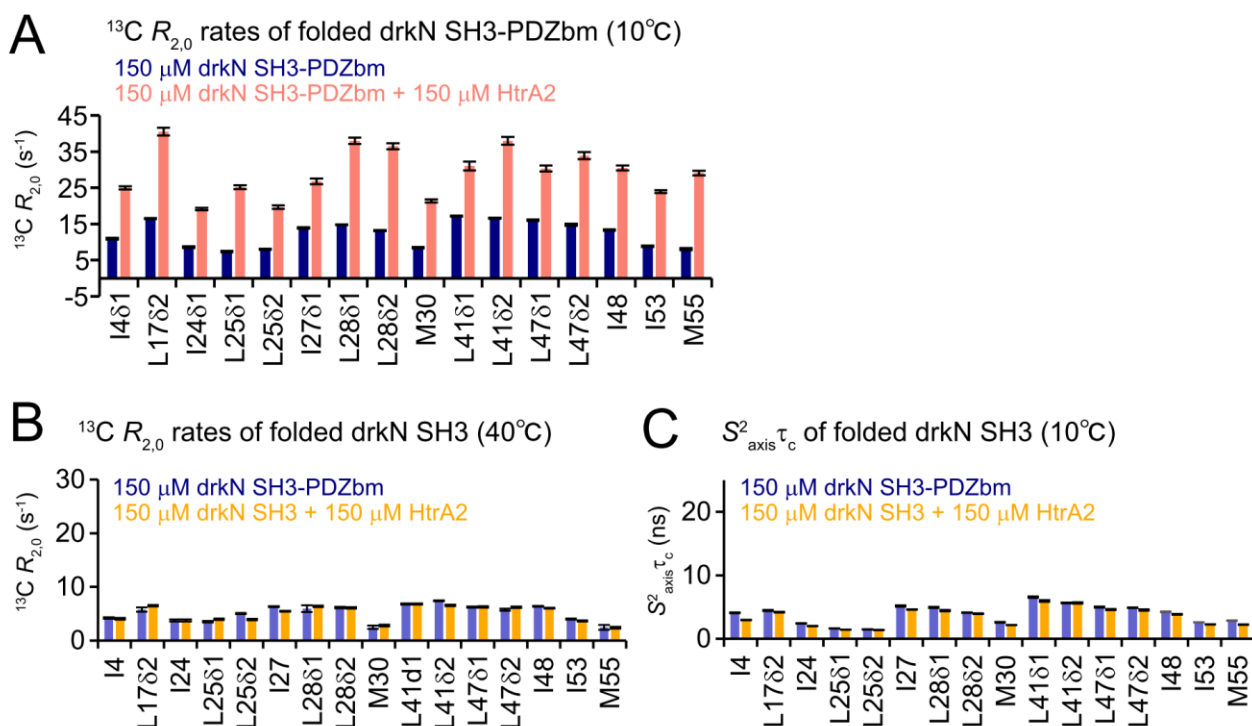 A
¹³C R₂,₀ rates of folded drkN SH3-PDZbm (10°C)
150 μM drkN SH3-PDZbm
150 μM drkN SH3-PDZbm + 150 μM HtrA2
¹³C R₂,₀ (s⁻¹)
45
35
25
15
5
-5
I4δ1
L17δ2
I24δ1
L25δ1
L25δ2
I27δ1
L28δ1
L28δ2
M30
L41δ1
L41δ2
L47δ1
L47δ2
I48
I53
M55
B
¹³C R₂,₀ rates of folded drkN SH3 (40°C)
150 μM drkN SH3-PDZbm
150 μM drkN SH3 + 150 μM HtrA2
¹³C R₂,₀ (s⁻¹)
30
20
10
0
I4
L17δ2
I24
L25δ1
L25δ2
I27
L28δ1
L28δ2
M30
L41d1
L41δ2
L47δ1
L47δ2
I48
I53
M55
C
S²axisτc of folded drkN SH3 (10°C)
150 μM drkN SH3-PDZbm
150 μM drkN SH3 + 150 μM HtrA2
S²axisτc (ns)
20
10
0
I4
L17δ2
I24
L25δ1
L25δ2
I27
L28δ1
L28δ2
M30
L41δ1
L41δ2
L47δ1
L47δ2
I48
I53
M55